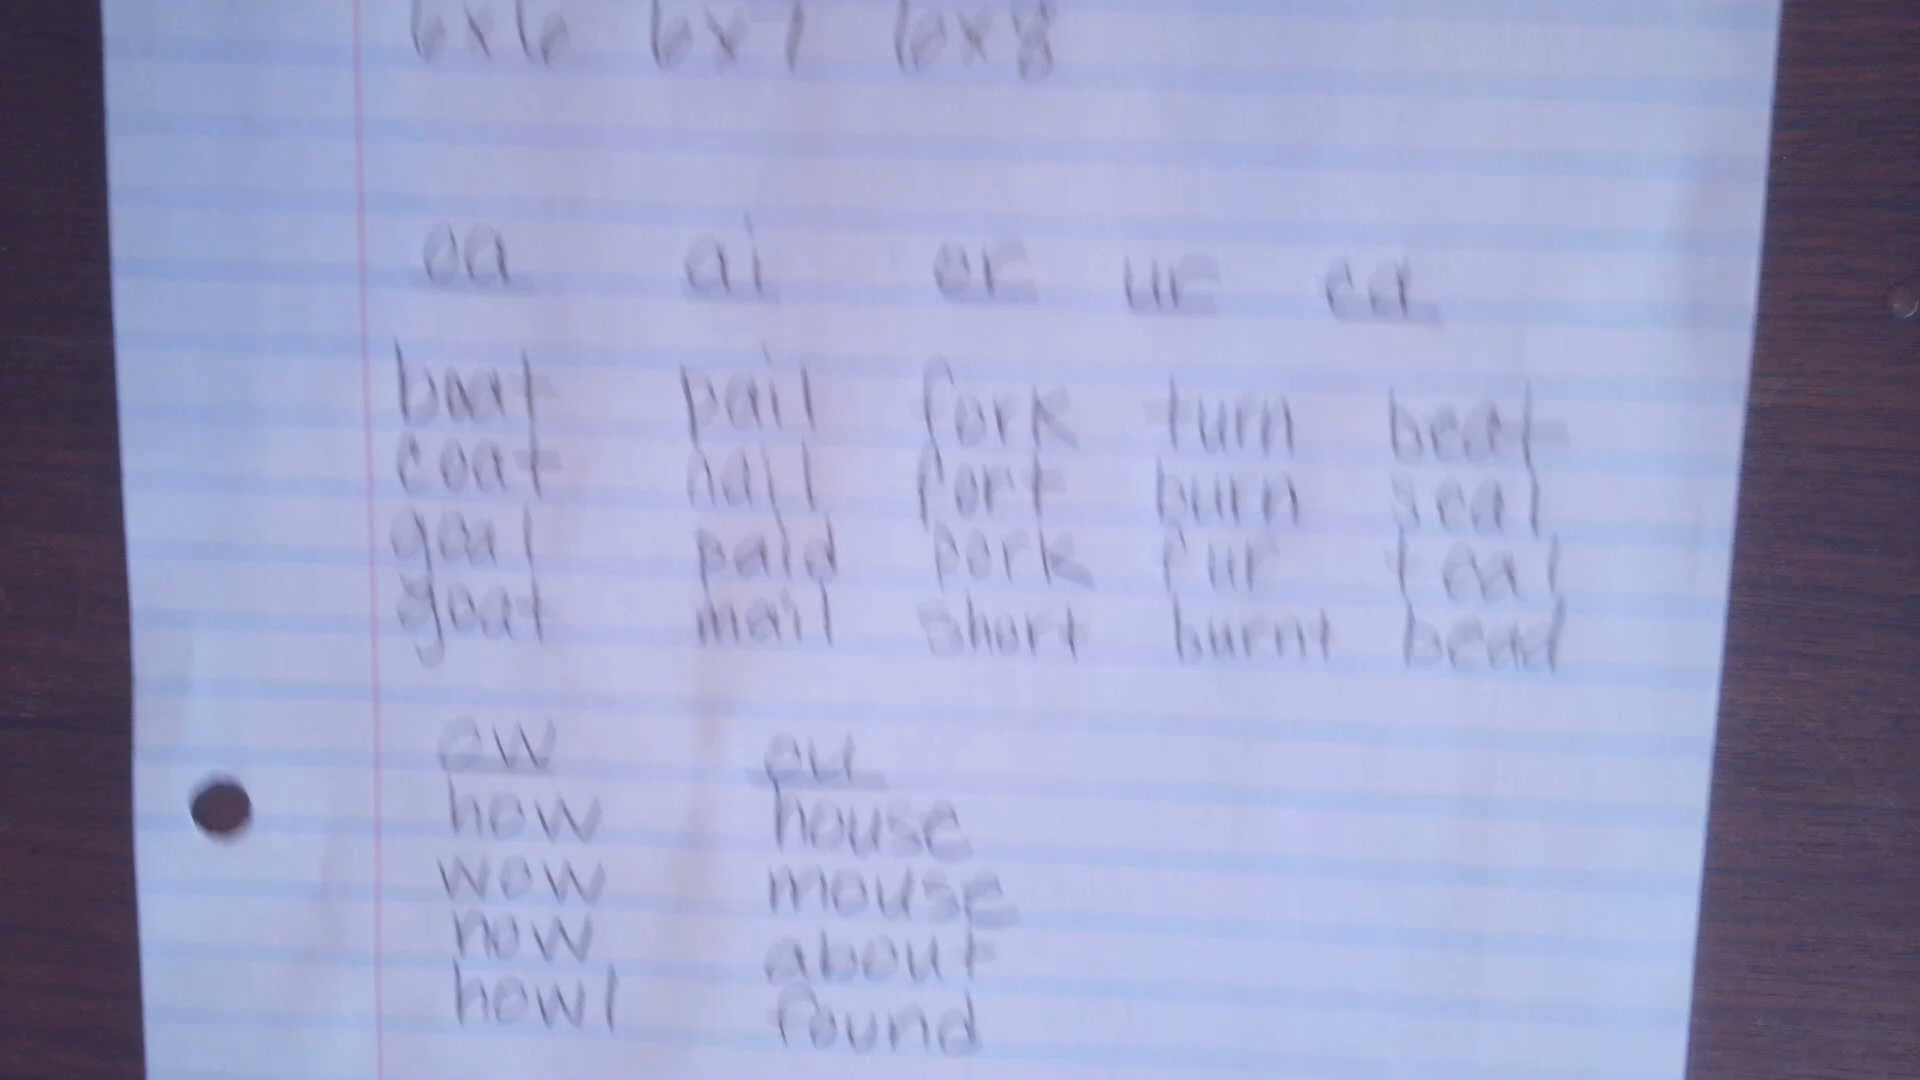 6x6 6x7 6x8
oa ai or ur ea
boat pail fork turn beat
coat nail fort burn seal
goal paid pork fur teal
goat mail short burnt bead
ow ou
how house
wow mouse
now about
howl found